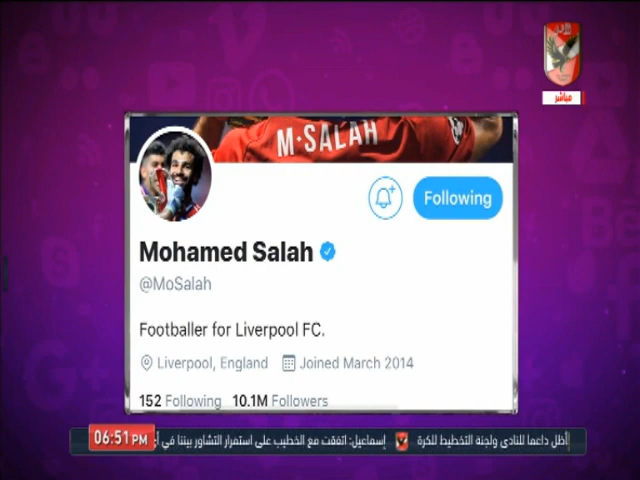 مباشر
M·SALAH
Following
Mohamed Salah
@MoSalah
Footballer for Liverpool FC.
Liverpool, England Joined March 2014
152 Following 10.1M Followers
06:51 PM
أظل داعما للنادى ولجنة التخطيط للكرة إسماعيل: اتفقت مع الخطيب على استمرار التشاور بيننا في